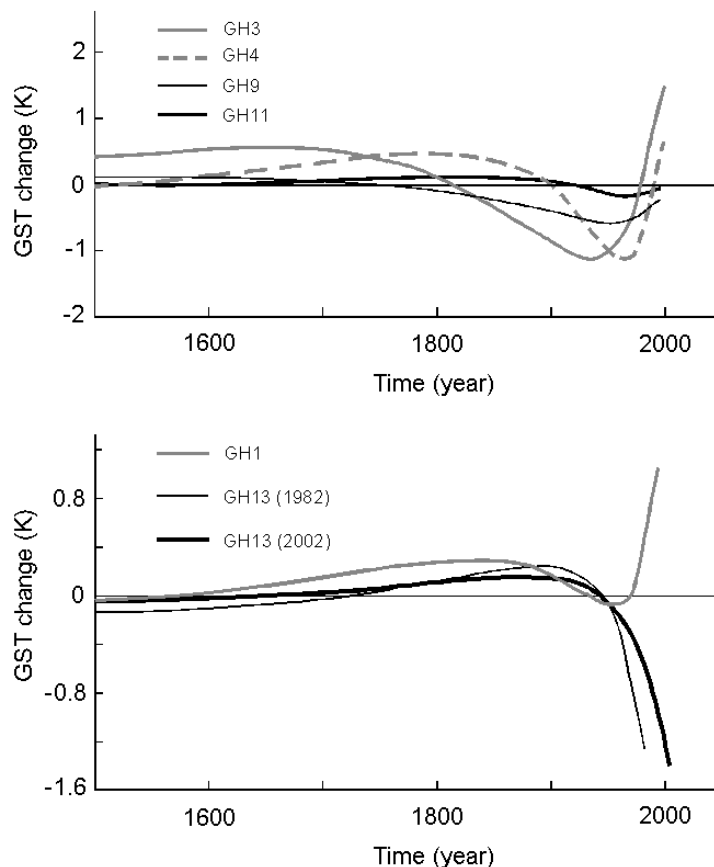 GH3
GH4
GH9
GH11
GST change (K)
2
1
0
-1
-2
1600
1800
2000
Time (year)
GH1
GH13 (1982)
GH13 (2002)
GST change (K)
0.8
0
-0.8
-1.6
1600
1800
2000
Time (year)